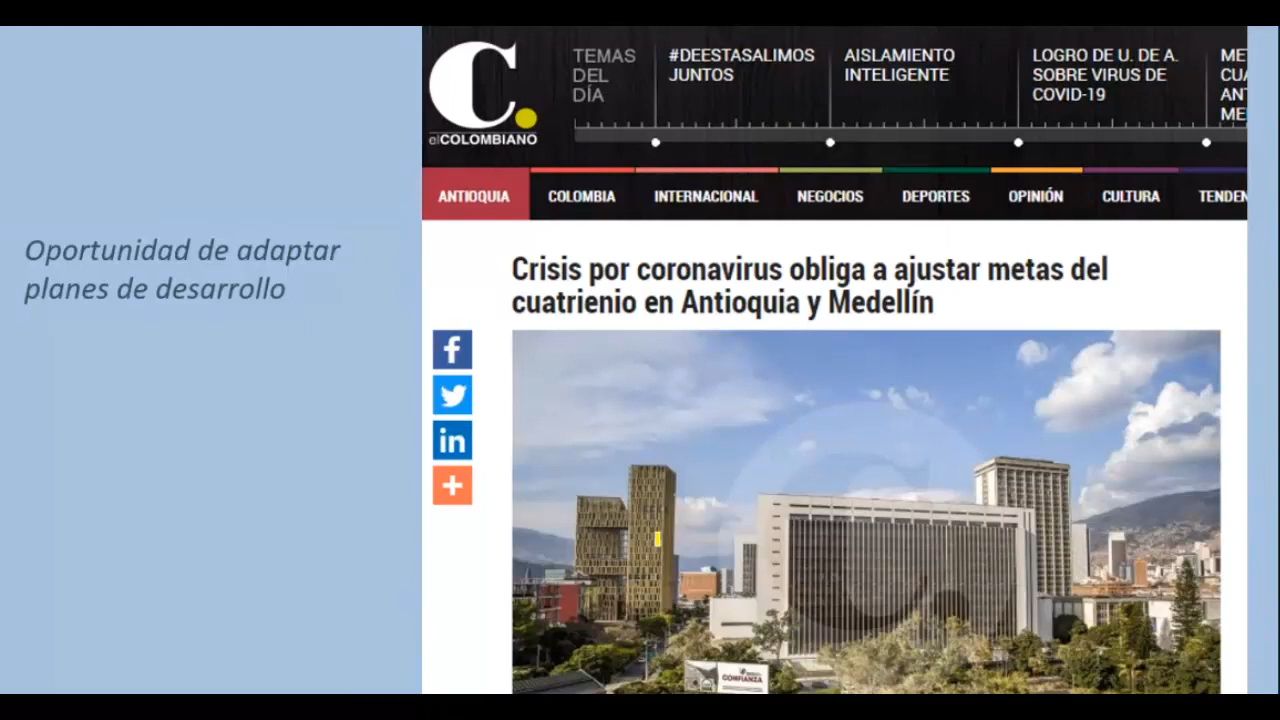 Oportunidad de adaptar
planes de desarrollo
elCOLOMBIANO
TEMAS
DEL
DÍA
#DEESTASALIMOS
JUNTOS
AISLAMIENTO
INTELIGENTE
LOGRO DE U. DE A.
SOBRE VIRUS DE
COVID-19
ANTIOQUIA
COLOMBIA
INTERNACIONAL
NEGOCIOS
DEPORTES
OPINIÓN
CULTURA
Crisis por coronavirus obliga a ajustar metas del
cuatrienio en Antioquia y Medellín
CONFIANZA